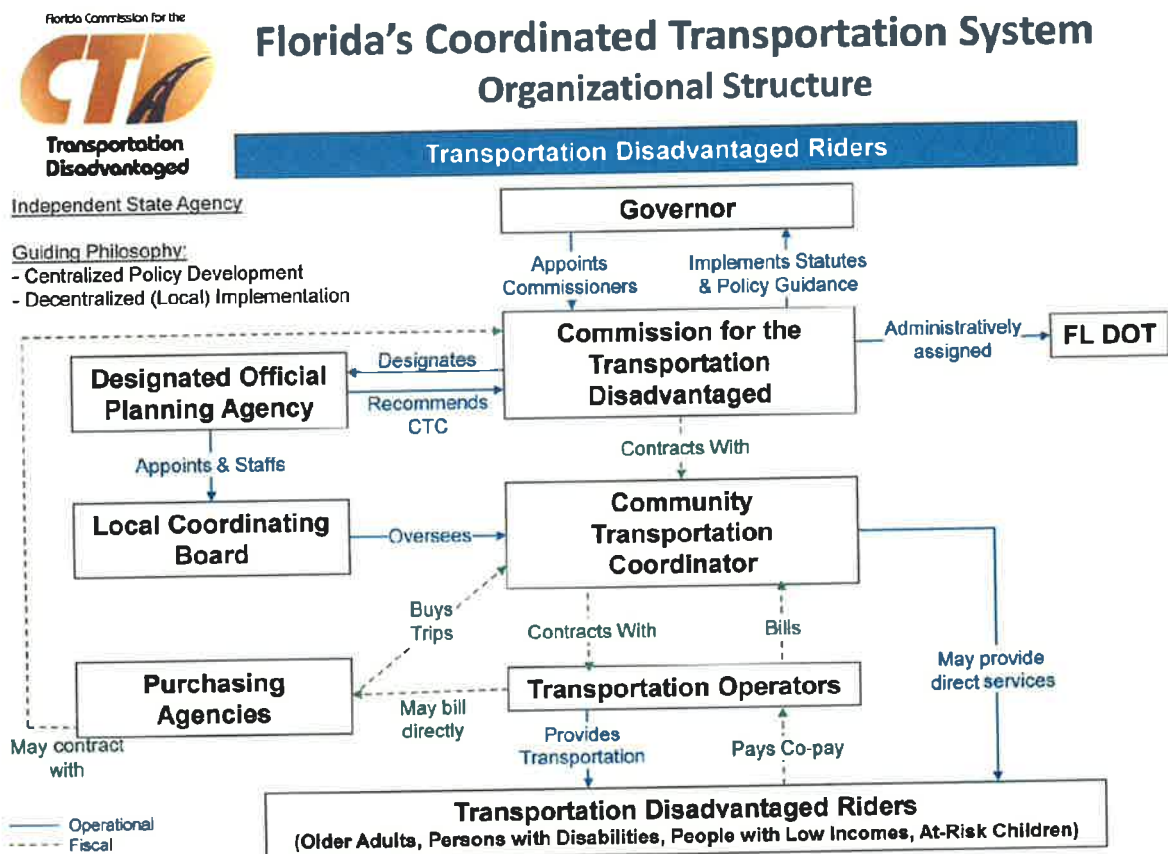 Florida Commission for the
CTD
Transportation
Disadvantaged
Florida's Coordinated Transportation System
Organizational Structure
Transportation Disadvantaged Riders
Independent State Agency
Guiding Philosophy:
- Centralized Policy Development
- Decentralized (Local) Implementation
Governor
Appoints
Commissioners
Implements Statutes
& Policy Guidance
Commission for the
Transportation
Disadvantaged
Administratively
assigned
FL DOT
Designates
Designated Official
Planning Agency
Recommends
CTC
Contracts With
Appoints & Staffs
Local Coordinating
Board
Oversees
Community
Transportation
Coordinator
Buys
Trips
Contracts With
Bills
May provide
direct services
Purchasing
Agencies
May bill
directly
Transportation Operators
May contract
with
Provides
Transportation
Pays Co-pay
Transportation Disadvantaged Riders
(Older Adults, Persons with Disabilities, People with Low Incomes, At-Risk Children)
Operational
Fiscal